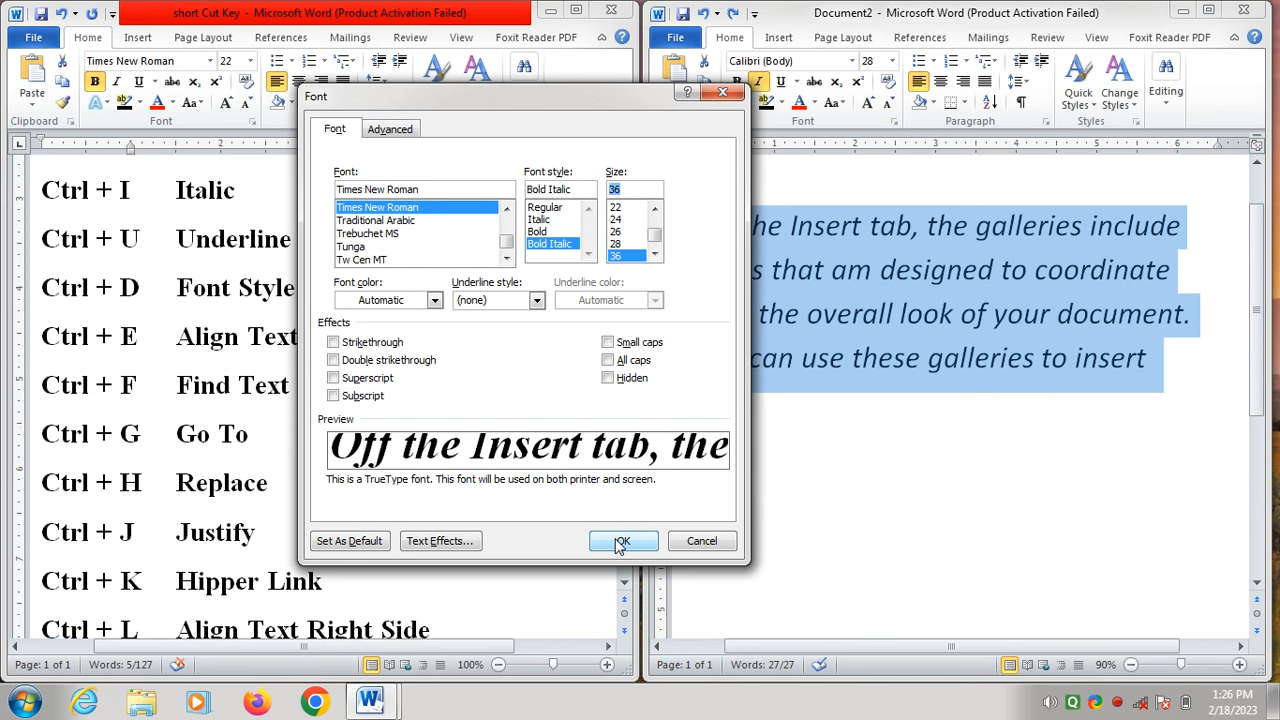 short Cut Key - Microsoft Word (Product Activation Failed)
Document2 - Microsoft Word (Product Activation Failed)
File Home Insert Page Layout References Mailings Review View Foxit Reader PDF
File Home Insert Page Layout References Mailings Foxit Reader PDF
Times New Roman 22
Calibri (Body) 28
Paste
Clipboard
Font
Quick Styles
Change Styles
Editing
Font
Paragraph
Styles
Ctrl + I Italic
Ctrl + U Underline
Ctrl + D Font Style
Ctrl + E Align Text
Ctrl + F Find Text
Ctrl + G Go To
Ctrl + H Replace
Ctrl + J Justify
Ctrl + K Hipper Link
Ctrl + L Align Text Right Side
Font
Font Advanced
Font: Font style: Size:
Times New Roman Bold Italic 36
Times New Roman
Traditional Arabic
Trebuchet MS
Tunga
Tw Cen MT
Regular
Italic
Bold
Bold Italic
22
24
26
28
36
Font color: Underline style: Underline color:
Automatic (none) Automatic
Effects
Strikethrough
Double strikethrough
Superscript
Subscript
Small caps
All caps
Hidden
Preview
Off the Insert tab, the
This is a TrueType font. This font will be used on both printer and screen.
Set As Default Text Effects... OK Cancel
he Insert tab, the galleries include
s that am designed to coordinate
the overall look of your document.
can use these galleries to insert
Page: 1 of 1 Words: 5/127 100%
Page: 1 of 1 Words: 27/27 90%
1:26 PM
2/18/2023